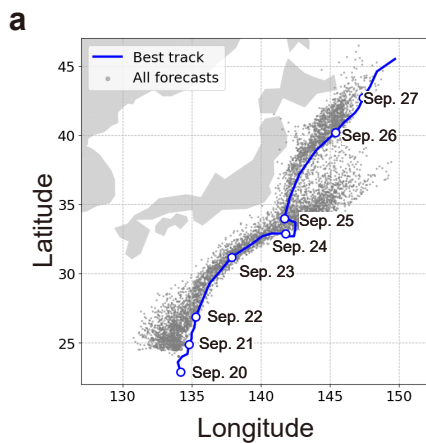 a
Best track
All forecasts
45
40
35
30
25
Latitude
Sep. 27
Sep. 26
Sep. 25
Sep. 24
Sep. 23
Sep. 22
Sep. 21
Sep. 20
130
135
140
145
150
Longitude